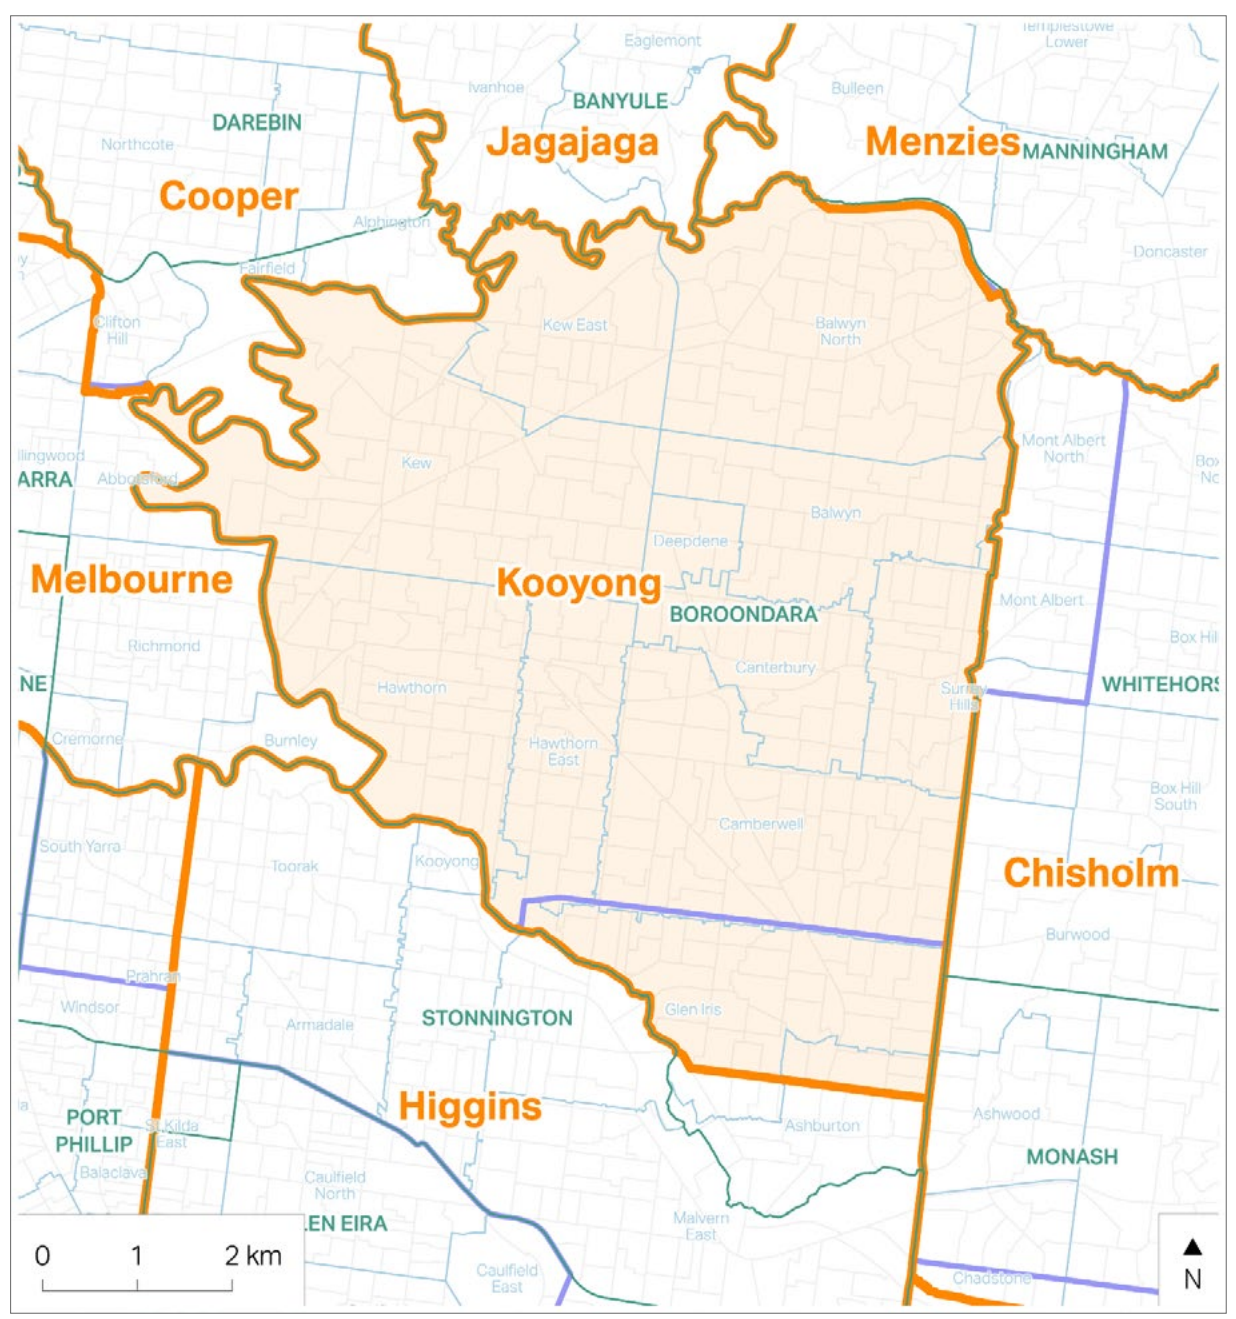 Templestowe
Lower
Eaglemont
Ivanhoe
Bulleen
BANYULE
DAREBIN
Northcote
Jagajaga
Menzies
MANNINGHAM
Cooper
Alphington
Doncaster
Fairfield
Clifton
Hill
Kew East
Balwyn
North
Mont Albert
North
Kew
Box
ARRA
Abbotsford
Balwyn
Deepdene
Melbourne
Kooyong
BOROONDARA
Mont Albert
Richmond
Box Hil
Canterbury
NE
Hawthorn
Surrey
Hills
WHITEHORS
Cremorne
Burnley
Hawthorn
East
Box Hill
South
Camberwell
South Yarra
Toorak
Kooyong
Chisholm
Burwood
Prahran
Windsor
Glen Iris
STONNINGTON
Armadale
Higgins
Ashwood
PORT
PHILLIP
St Kilda
East
Ashburton
MONASH
Balaclava
Caulfield
North
LEN EIRA
Malvern
East
0 1 2 km
Caulfield
East
Chadstone
N